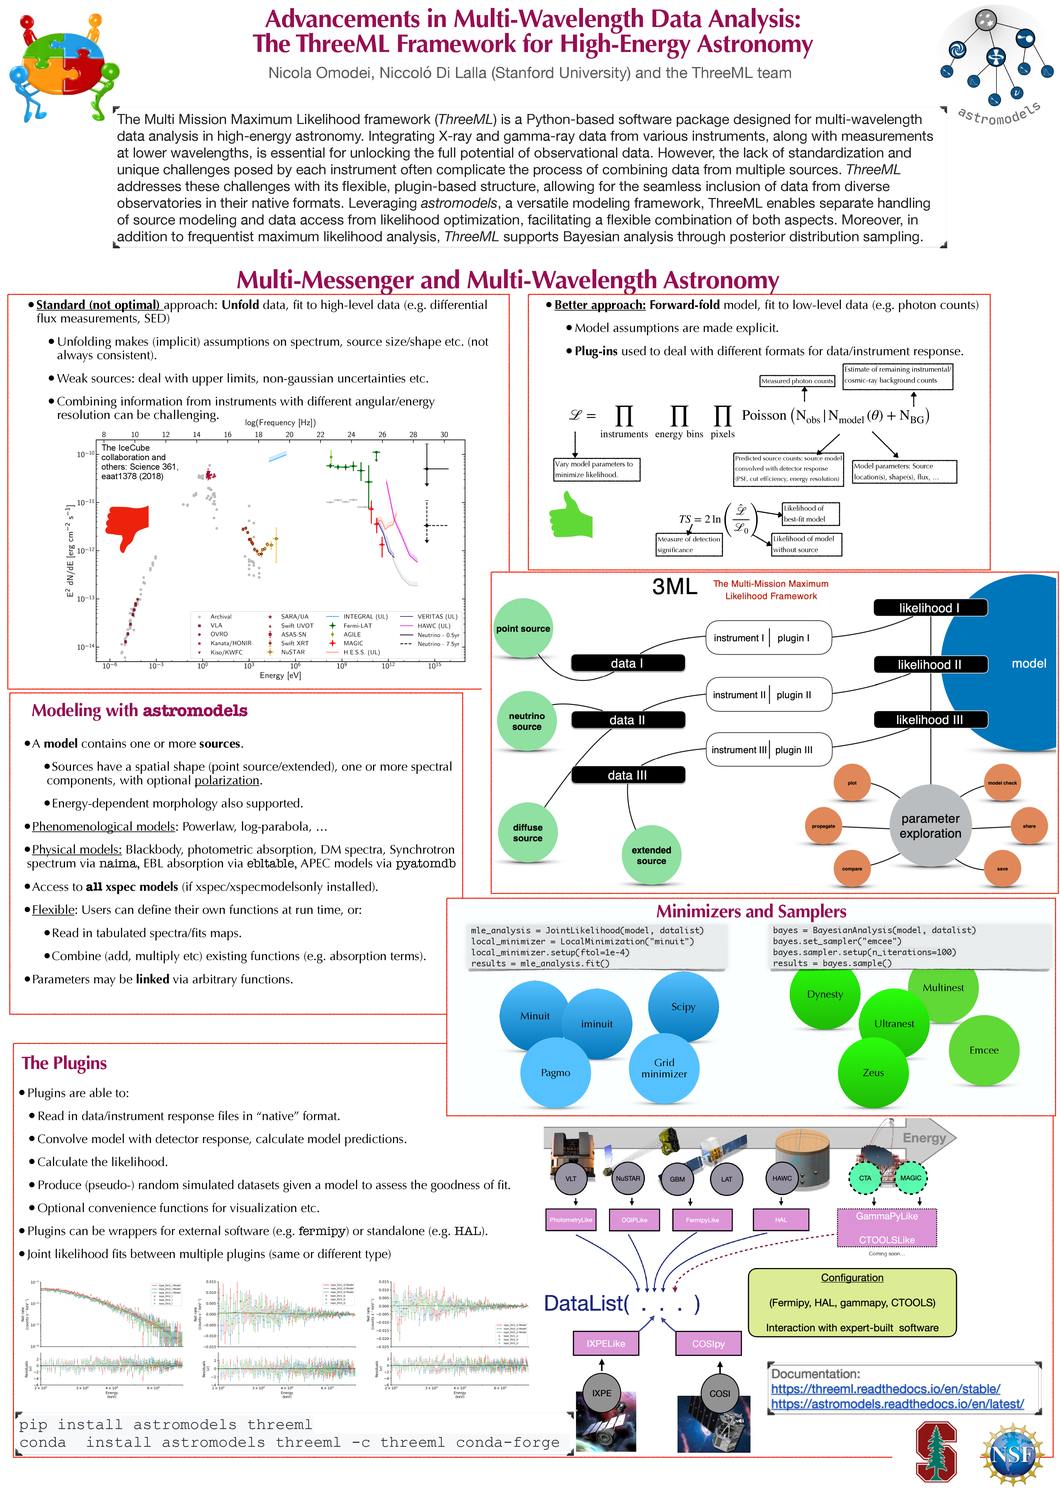 Advancements in Multi-Wavelength Data Analysis:
The ThreeML Framework for High-Energy Astronomy
Nicola Omodei, Niccoló Di Lalla (Stanford University) and the ThreeML team
astromodels
The Multi Mission Maximum Likelihood framework (ThreeML) is a Python-based software package designed for multi-wavelength
data analysis in high-energy astronomy. Integrating X-ray and gamma-ray data from various instruments, along with measurements
at lower wavelengths, is essential for unlocking the full potential of observational data. However, the lack of standardization and
unique challenges posed by each instrument often complicate the process of combining data from multiple sources. ThreeML
addresses these challenges with its flexible, plugin-based structure, allowing for the seamless inclusion of data from diverse
observatories in their native formats. Leveraging astromodels, a versatile modeling framework, ThreeML enables separate handling
of source modeling and data access from likelihood optimization, facilitating a flexible combination of both aspects. Moreover, in
addition to frequentist maximum likelihood analysis, ThreeML supports Bayesian analysis through posterior distribution sampling.
Multi-Messenger and Multi-Wavelength Astronomy
• Standard (not optimal) approach: Unfold data, fit to high-level data (e.g. differential
flux measurements, SED)
• Unfolding makes (implicit) assumptions on spectrum, source size/shape etc. (not
always consistent).
• Weak sources: deal with upper limits, non-gaussian uncertainties etc.
• Combining information from instruments with different angular/energy
resolution can be challenging.
log(Frequency [Hz])
8 10 12 14 16 18 20 22 24 26 28 30
The IceCube
collaboration and
others: Science 361,
eaat1378 (2018)
E² dN/dE [erg cm⁻² s⁻¹]
10⁻¹⁰
10⁻¹¹
10⁻¹²
10⁻¹³
10⁻¹⁴
Archival
VLA
OVRO
Kanata/HONIR
Kiso/KWFC
SARA/UA
Swift UVOT
ASAS-SN
Swift XRT
NuSTAR
INTEGRAL (UL)
Fermi-LAT
AGILE
MAGIC
H.E.S.S. (UL)
VERITAS (UL)
HAWC (UL)
Neutrino - 0.5yr
Neutrino - 7.5yr
10⁻⁶ 10⁻³ 10⁰ 10³ 10⁶ 10⁹ 10¹² 10¹⁵
Energy [eV]
• Better approach: Forward-fold model, fit to low-level data (e.g. photon counts)
• Model assumptions are made explicit.
• Plug-ins used to deal with different formats for data/instrument response.
Measured photon counts
Estimate of remaining instrumental/
cosmic-ray background counts
ℒ = ∏ ∏ ∏ Poisson (N_obs | N_model (θ) + N_BG)
instruments energy bins pixels
Vary model parameters to
minimize likelihood.
Predicted source counts: source model
convolved with detector response
(PSF, cut efficiency, energy resolution)
Model parameters: Source
location(s), shape(s), flux, …
TS = 2 ln (ℒ̂ / ℒ₀)
Likelihood of
best-fit model
Measure of detection
significance
Likelihood of model
without source
3ML
The Multi-Mission Maximum
Likelihood Framework
point source
neutrino
source
diffuse
source
extended
source
data I
data II
data III
instrument I | plugin I
instrument II | plugin II
instrument III | plugin III
likelihood I
likelihood II
likelihood III
model
parameter
exploration
plot
model check
propagate
share
compare
save
Modeling with astromodels
• A model contains one or more sources.
• Sources have a spatial shape (point source/extended), one or more spectral
components, with optional polarization.
• Energy-dependent morphology also supported.
• Phenomenological models: Powerlaw, log-parabola, …
• Physical models: Blackbody, photometric absorption, DM spectra, Synchrotron
spectrum via naima, EBL absorption via ebltable, APEC models via pyatomdb
• Access to all xspec models (if xspec/xspecmodelsonly installed).
• Flexible: Users can define their own functions at run time, or:
• Read in tabulated spectra/fits maps.
• Combine (add, multiply etc) existing functions (e.g. absorption terms).
• Parameters may be linked via arbitrary functions.
Minimizers and Samplers
mle_analysis = JointLikelihood(model, datalist)
local_minimizer = LocalMinimization("minuit")
local_minimizer.setup(ftol=1e-4)
results = mle_analysis.fit()
bayes = BayesianAnalysis(model, datalist)
bayes.set_sampler("emcee")
bayes.sampler.setup(n_iterations=100)
results = bayes.sample()
Minuit
iminuit
Scipy
Pagmo
Grid
minimizer
Dynesty
Multinest
Ultranest
Emcee
Zeus
The Plugins
• Plugins are able to:
• Read in data/instrument response files in “native” format.
• Convolve model with detector response, calculate model predictions.
• Calculate the likelihood.
• Produce (pseudo-) random simulated datasets given a model to assess the goodness of fit.
• Optional convenience functions for visualization etc.
• Plugins can be wrappers for external software (e.g. fermipy) or standalone (e.g. HAL).
• Joint likelihood fits between multiple plugins (same or different type)
Energy
VLT
NuSTAR
GBM
LAT
HAWC
CTA
MAGIC
PhotometryLike
OGIPLike
FermipyLike
HAL
GammaPyLike
CTOOLSLike
Coming soon...
DataList(...)
Configuration
(Fermipy, HAL, gammapy, CTOOLS)
Interaction with expert-built software
IXPELike
COSIpy
IXPE
COSI
Documentation:
https://threeml.readthedocs.io/en/stable/
https://astromodels.readthedocs.io/en/latest/
pip install astromodels threeml
conda install astromodels threeml -c threeml conda-forge
NSF